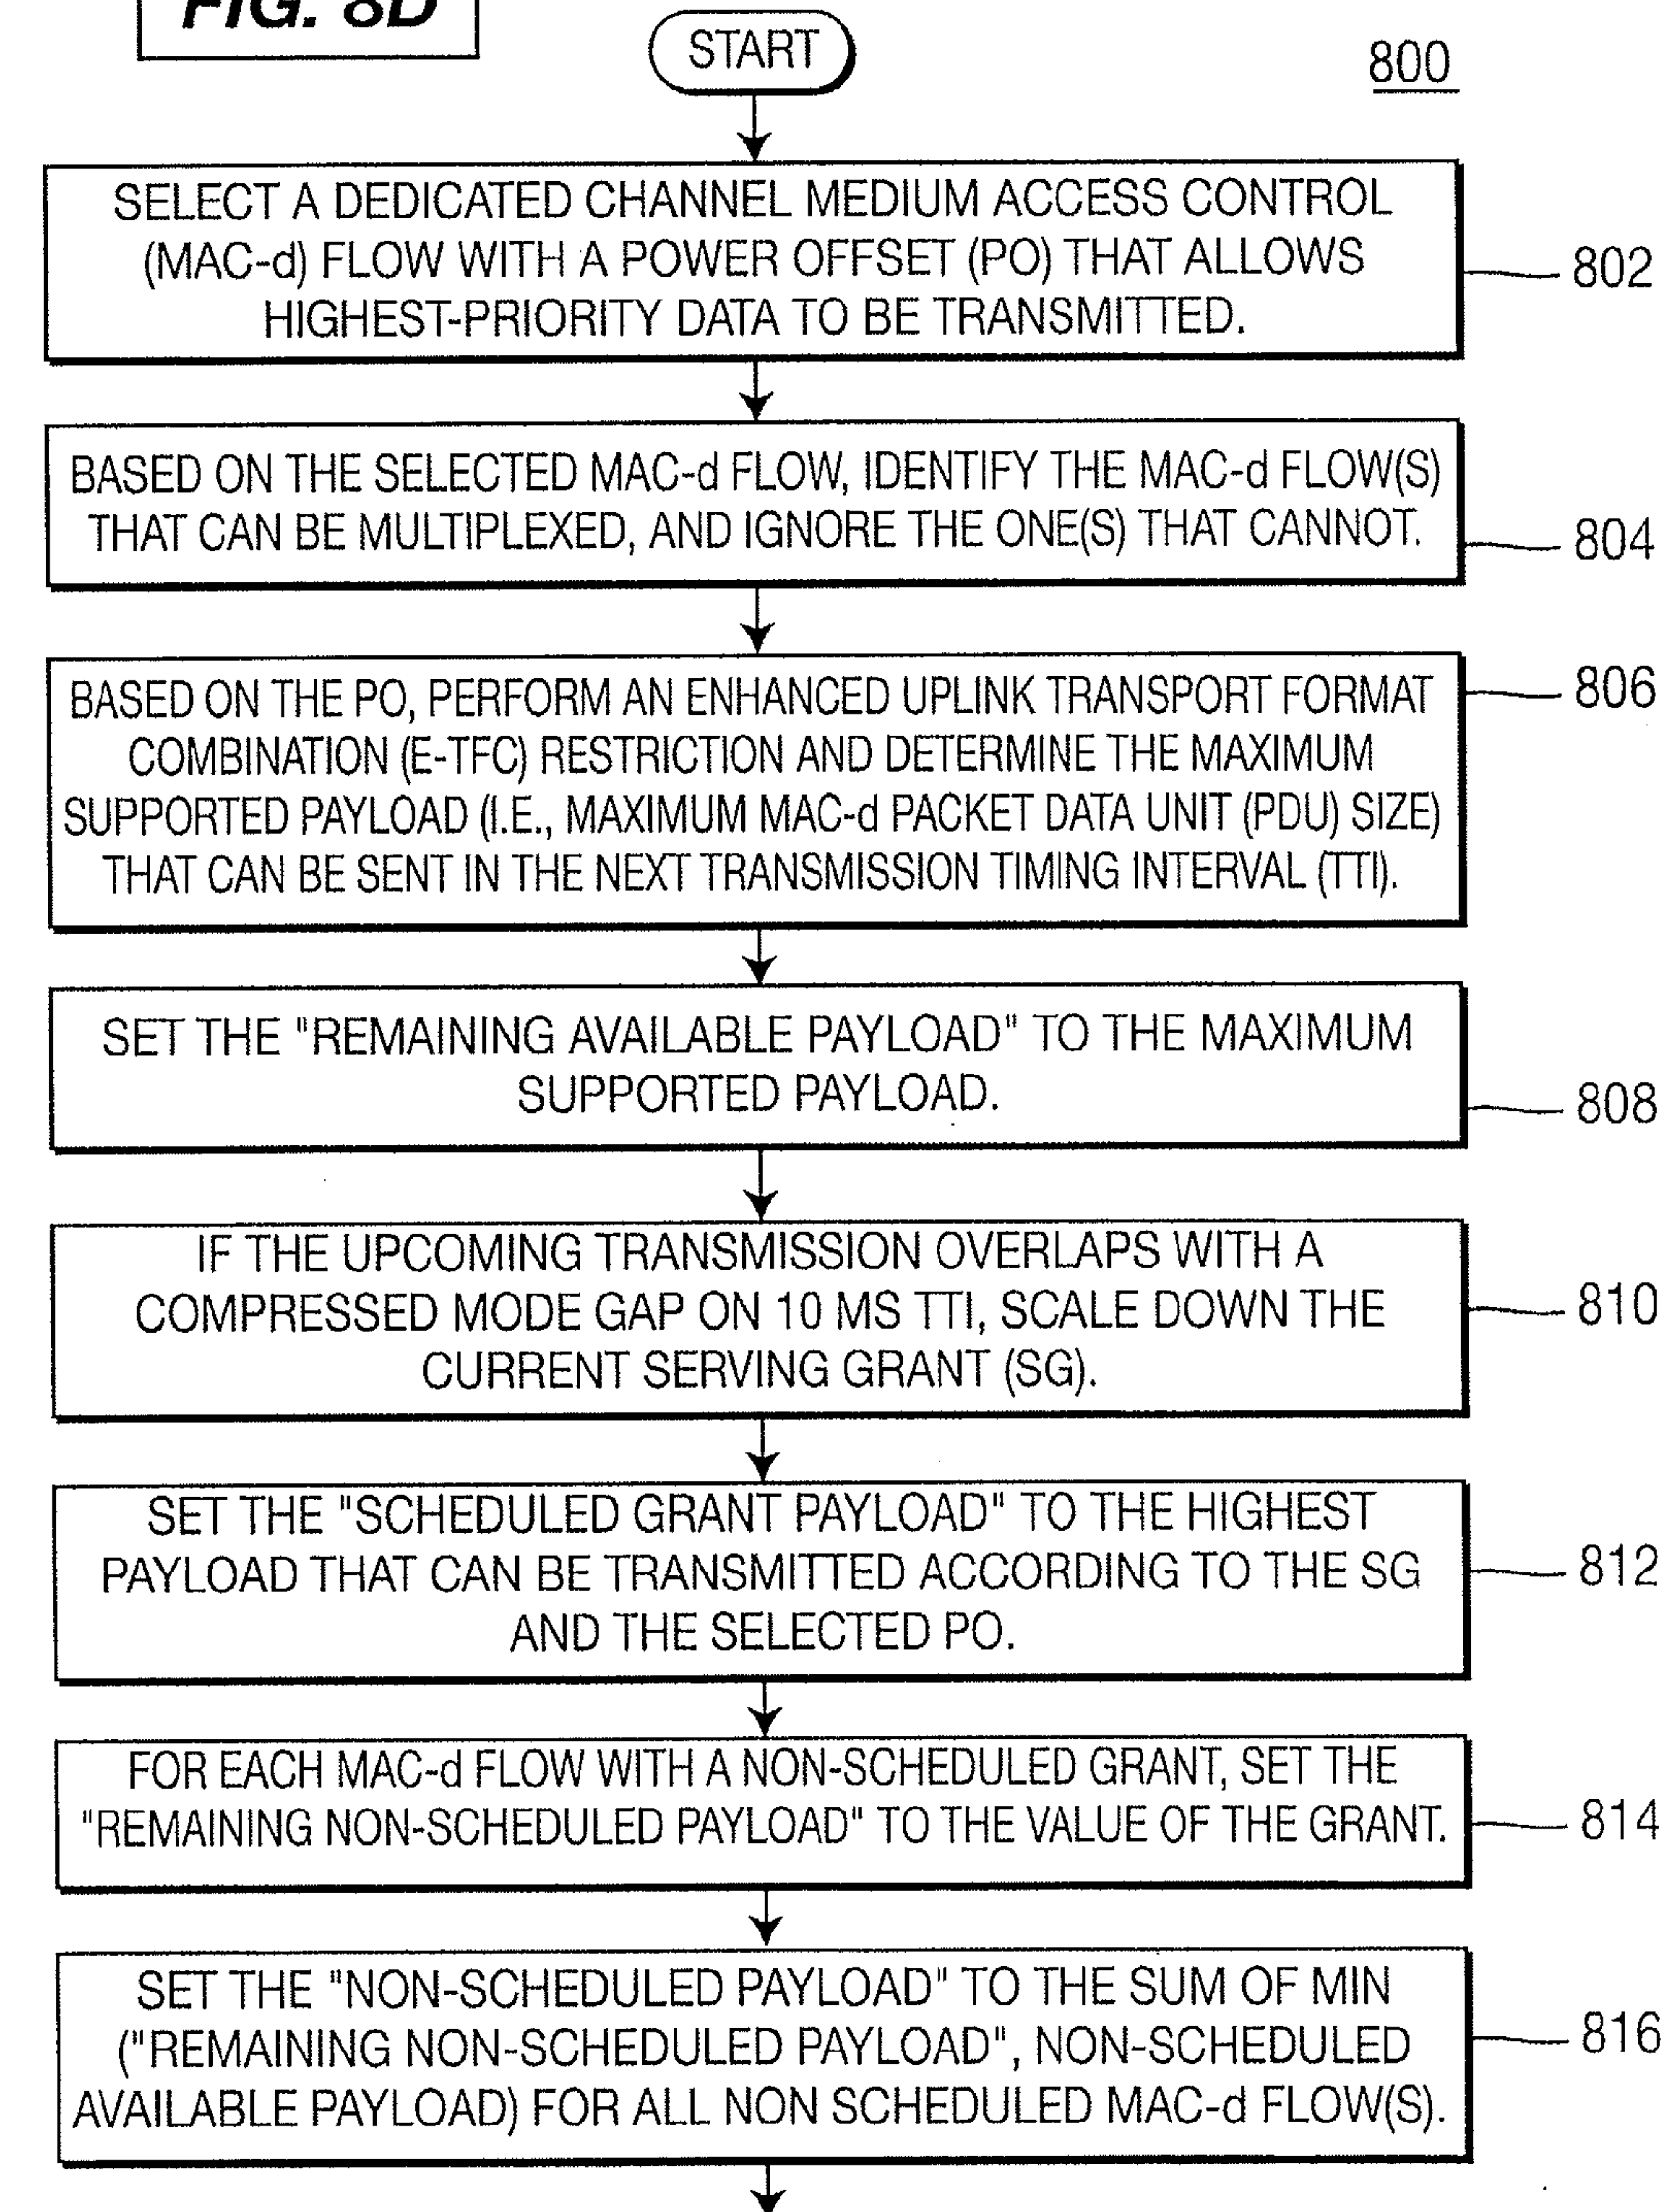 FIG. 8D
START
800
SELECT A DEDICATED CHANNEL MEDIUM ACCESS CONTROL
(MAC-d) FLOW WITH A POWER OFFSET (PO) THAT ALLOWS
HIGHEST-PRIORITY DATA TO BE TRANSMITTED.
802
BASED ON THE SELECTED MAC-d FLOW, IDENTIFY THE MAC-d FLOW(S)
THAT CAN BE MULTIPLEXED, AND IGNORE THE ONE(S) THAT CANNOT.
804
BASED ON THE PO, PERFORM AN ENHANCED UPLINK TRANSPORT FORMAT
COMBINATION (E-TFC) RESTRICTION AND DETERMINE THE MAXIMUM
SUPPORTED PAYLOAD (I.E., MAXIMUM MAC-d PACKET DATA UNIT (PDU) SIZE)
THAT CAN BE SENT IN THE NEXT TRANSMISSION TIMING INTERVAL (TTI).
806
SET THE "REMAINING AVAILABLE PAYLOAD" TO THE MAXIMUM
SUPPORTED PAYLOAD.
808
IF THE UPCOMING TRANSMISSION OVERLAPS WITH A
COMPRESSED MODE GAP ON 10 MS TTI, SCALE DOWN THE
CURRENT SERVING GRANT (SG).
810
SET THE "SCHEDULED GRANT PAYLOAD" TO THE HIGHEST
PAYLOAD THAT CAN BE TRANSMITTED ACCORDING TO THE SG
AND THE SELECTED PO.
812
FOR EACH MAC-d FLOW WITH A NON-SCHEDULED GRANT, SET THE
"REMAINING NON-SCHEDULED PAYLOAD" TO THE VALUE OF THE GRANT.
814
SET THE "NON-SCHEDULED PAYLOAD" TO THE SUM OF MIN
("REMAINING NON-SCHEDULED PAYLOAD", NON-SCHEDULED
AVAILABLE PAYLOAD) FOR ALL NON SCHEDULED MAC-d FLOW(S).
816